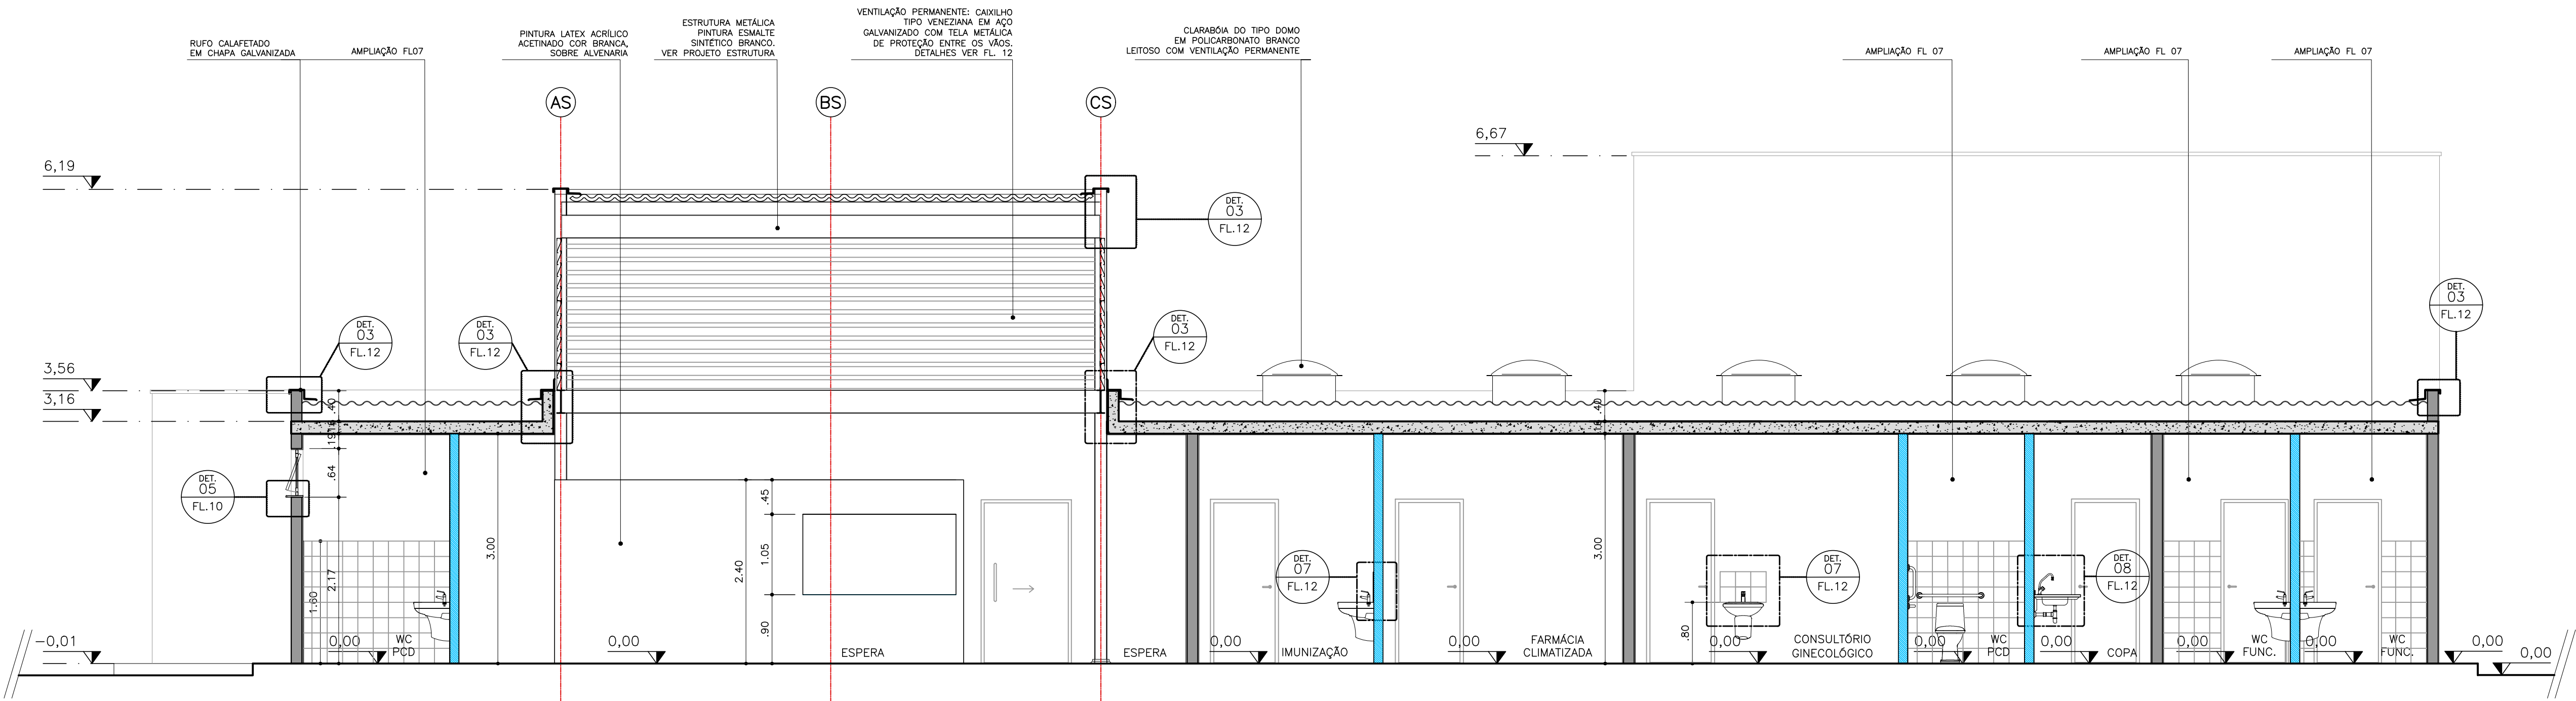 RUFO CALAFETADO
EM CHAPA GALVANIZADA
AMPLIAÇÃO FL07
PINTURA LATEX ACRÍLICO
ACETINADO COR BRANCA,
SOBRE ALVENARIA
ESTRUTURA METÁLICA
PINTURA ESMALTE
SINTÉTICO BRANCO.
VER PROJETO ESTRUTURA
VENTILAÇÃO PERMANENTE: CAIXILHO
TIPO VENEZIANA EM AÇO
GALVANIZADO COM TELA METÁLICA
DE PROTEÇÃO ENTRE OS VÃOS.
DETALHES VER FL. 12
CLARABÓIA DO TIPO DOMO
EM POLICARBONATO BRANCO
LEITOSO COM VENTILAÇÃO PERMANENTE
AMPLIAÇÃO FL 07
AMPLIAÇÃO FL 07
AMPLIAÇÃO FL 07
AS
BS
CS
6,67
6,19
DET.
03
FL.12
DET.
03
FL.12
DET.
03
FL.12
DET.
03
FL.12
DET.
03
FL.12
3,56
3,16
.40
.19
.64
.40
DET.
05
FL.10
3.00
2.17
1.60
2.40
.45
1.05
.90
3.00
.80
DET.
07
FL.12
DET.
07
FL.12
DET.
08
FL.12
-0,01
0,00
WC
PCD
0,00
ESPERA
ESPERA
0,00
IMUNIZAÇÃO
0,00
FARMÁCIA
CLIMATIZADA
0,00
CONSULTÓRIO
GINECOLÓGICO
0,00
WC
PCD
0,00
COPA
0,00
WC
FUNC.
0,00
WC
FUNC.
0,00
0,00